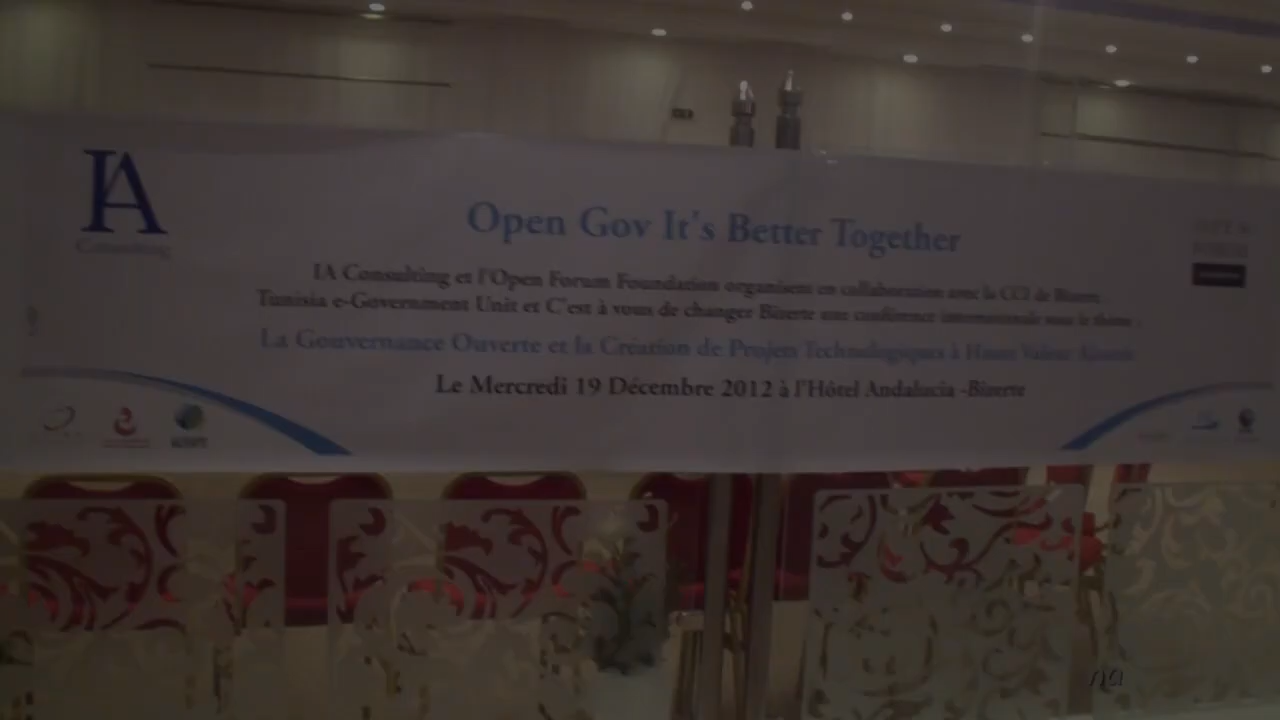 IA
Consulting
Open Gov It's Better Together
IA Consulting et l'Open Forum Foundation organisent en collaboration avec la CCI de Bizerte
Tunisia e-Government Unit et C'est à vous de changer Bizerte une conférence internationale sous le thème :
La Gouvernance Ouverte et la Création de Projets Technologiques à Haute Valeur Ajoutée
Le Mercredi 19 Décembre 2012 à l'Hôtel Andalucia -Bizerte
na